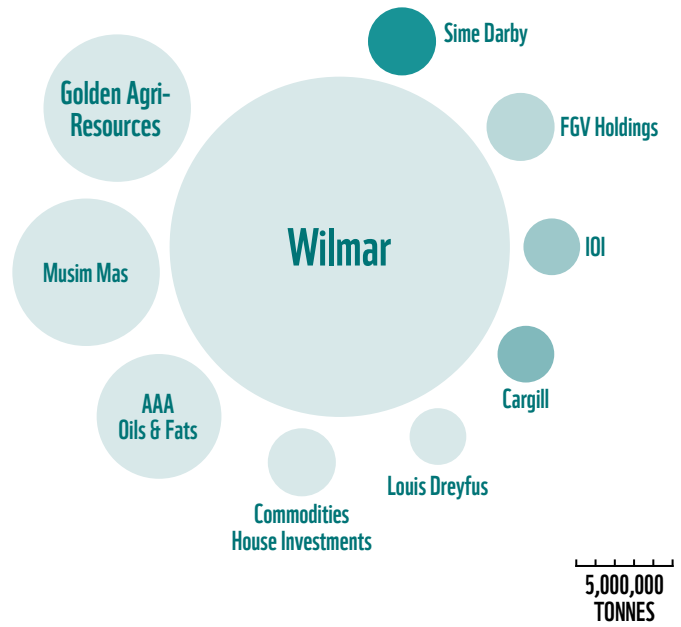 Sime Darby
Golden Agri-
Resources
FGV Holdings
Wilmar
IOI
Musim Mas
Cargill
AAA
Oils & Fats
Louis Dreyfus
Commodities
House Investments
5,000,000
TONNES